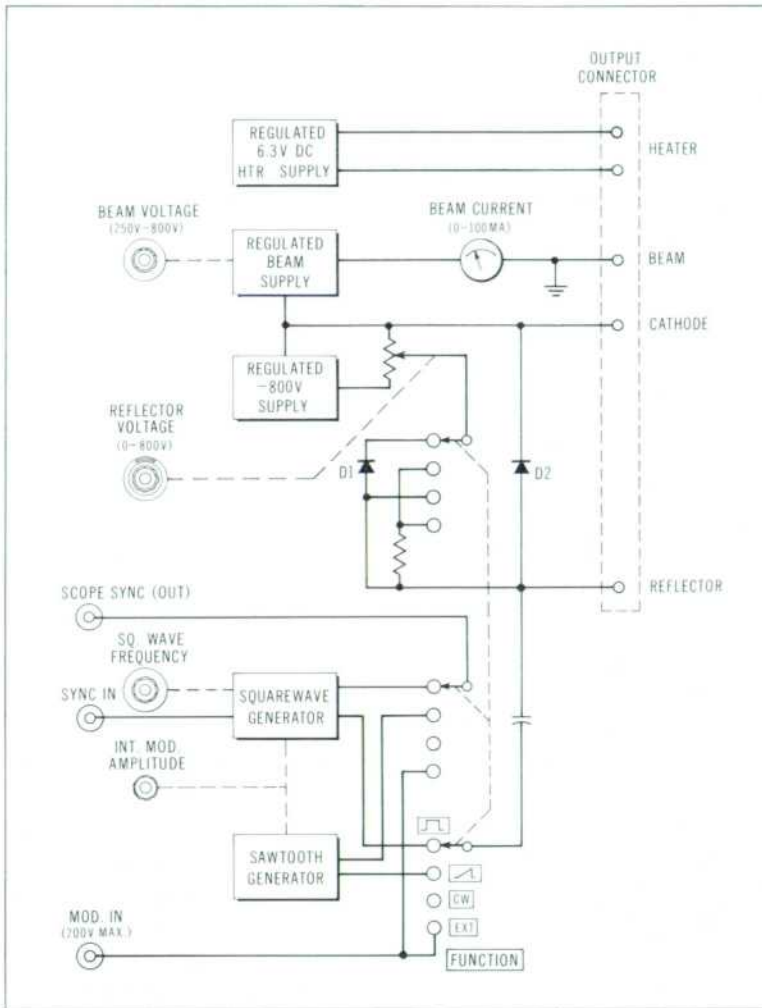 OUTPUT
CONNECTOR
REGULATED
6.3V DC
HTR SUPPLY
HEATER
BEAM VOLTAGE
(250V-800V)
REGULATED
BEAM
SUPPLY
BEAM CURRENT
(0-100MA)
BEAM
CATHODE
REGULATED
-800V
SUPPLY
REFLECTOR
VOLTAGE
(0-800V)
D1
D2
REFLECTOR
SCOPE SYNC (OUT)
SQ. WAVE
FREQUENCY
SYNC IN
SQUAREWAVE
GENERATOR
INT. MOD.
AMPLITUDE
SAWTOOTH
GENERATOR
CW
EXT
MOD. IN
(200V MAX.)
FUNCTION